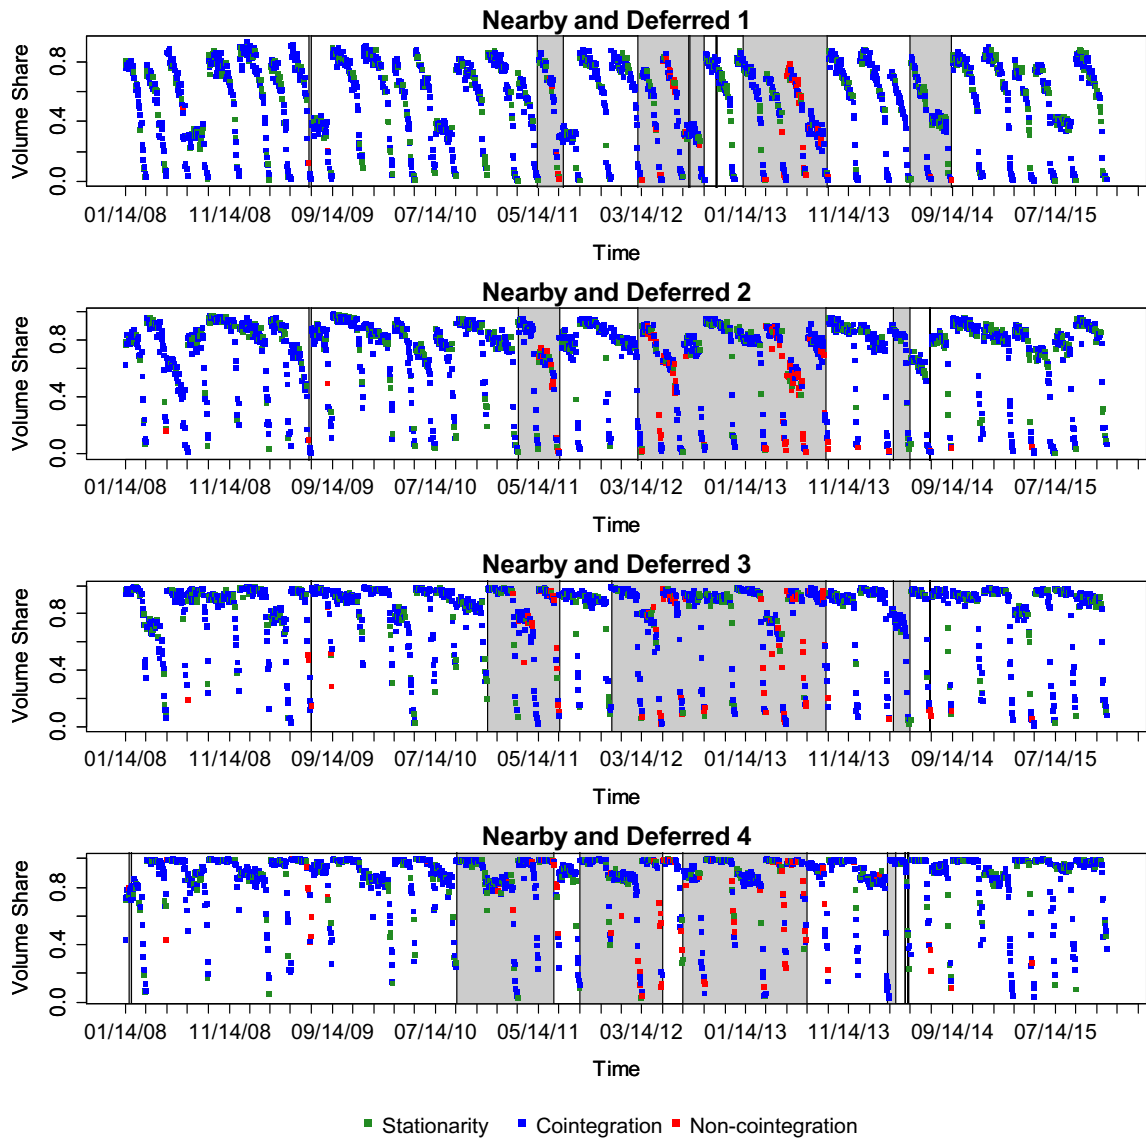 Nearby and Deferred 1
Volume Share
0.8
0.4
0.0
01/14/08 11/14/08 09/14/09 07/14/10 05/14/11 03/14/12 01/14/13 11/14/13 09/14/14 07/14/15
Time
Nearby and Deferred 2
Volume Share
0.8
0.4
0.0
01/14/08 11/14/08 09/14/09 07/14/10 05/14/11 03/14/12 01/14/13 11/14/13 09/14/14 07/14/15
Time
Nearby and Deferred 3
Volume Share
0.8
0.4
0.0
01/14/08 11/14/08 09/14/09 07/14/10 05/14/11 03/14/12 01/14/13 11/14/13 09/14/14 07/14/15
Time
Nearby and Deferred 4
Volume Share
0.8
0.4
0.0
01/14/08 11/14/08 09/14/09 07/14/10 05/14/11 03/14/12 01/14/13 11/14/13 09/14/14 07/14/15
Time
Stationarity Cointegration Non-cointegration